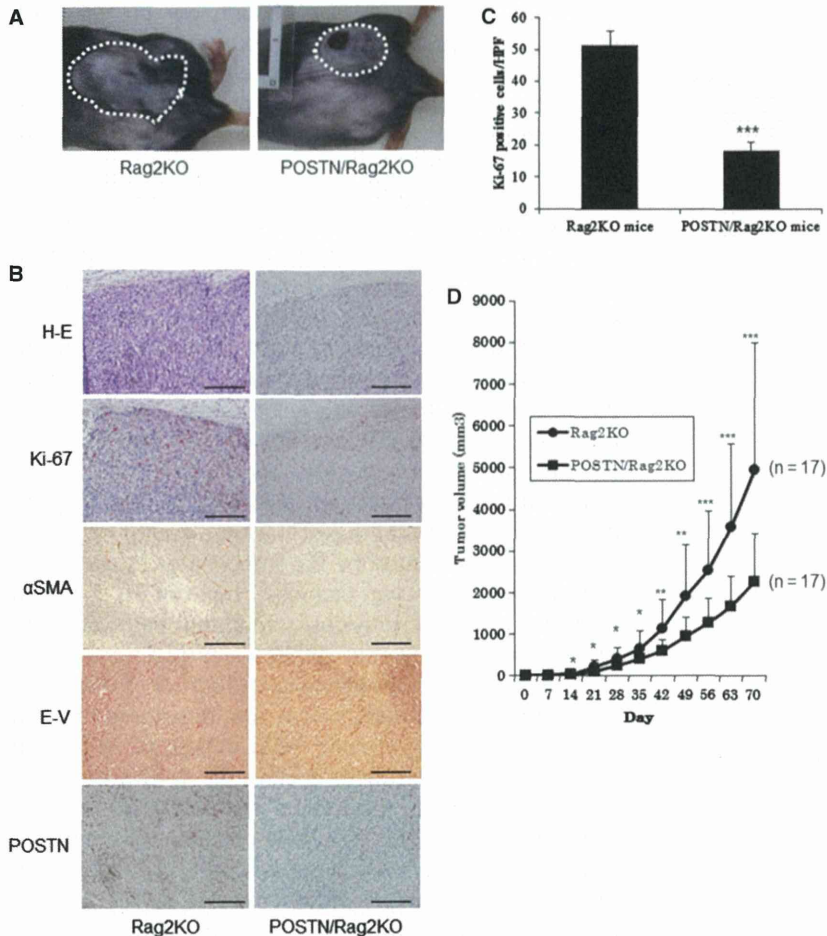 A
Rag2KO
POSTN/Rag2KO
B
H-E
Ki-67
αSMA
E-V
POSTN
Rag2KO
POSTN/Rag2KO
C
Ki-67 positive cells/HPF
60
50
40
30
20
10
0
***
Rag2KO mice
POSTN/Rag2KO mice
D
Tumor volume (mm3)
9000
8000
7000
6000
5000
4000
3000
2000
1000
0
Rag2KO
POSTN/Rag2KO
*
*
*
*
**
**
***
***
***
(n = 17)
(n = 17)
0 7 14 21 28 35 42 49 56 63 70
Day